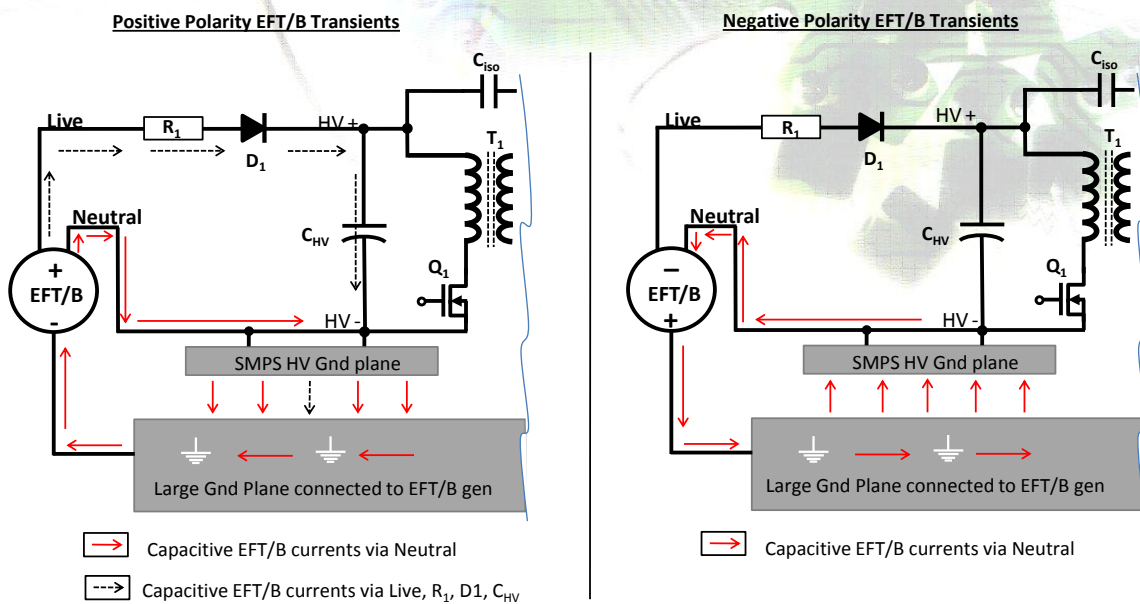 Positive Polarity EFT/B Transients
C iso
Live
R1
HV +
D1
T1
Neutral
CHV
Q1
+
EFT/B
-
HV -
SMPS HV Gnd plane
Large Gnd Plane connected to EFT/B gen
Capacitive EFT/B currents via Neutral
Capacitive EFT/B currents via Live, R1, D1, CHV
Negative Polarity EFT/B Transients
Ciso
Live
R1
HV +
D1
T1
Neutral
CHV
Q1
−
EFT/B
+
HV -
SMPS HV Gnd plane
Large Gnd Plane connected to EFT/B gen
Capacitive EFT/B currents via Neutral